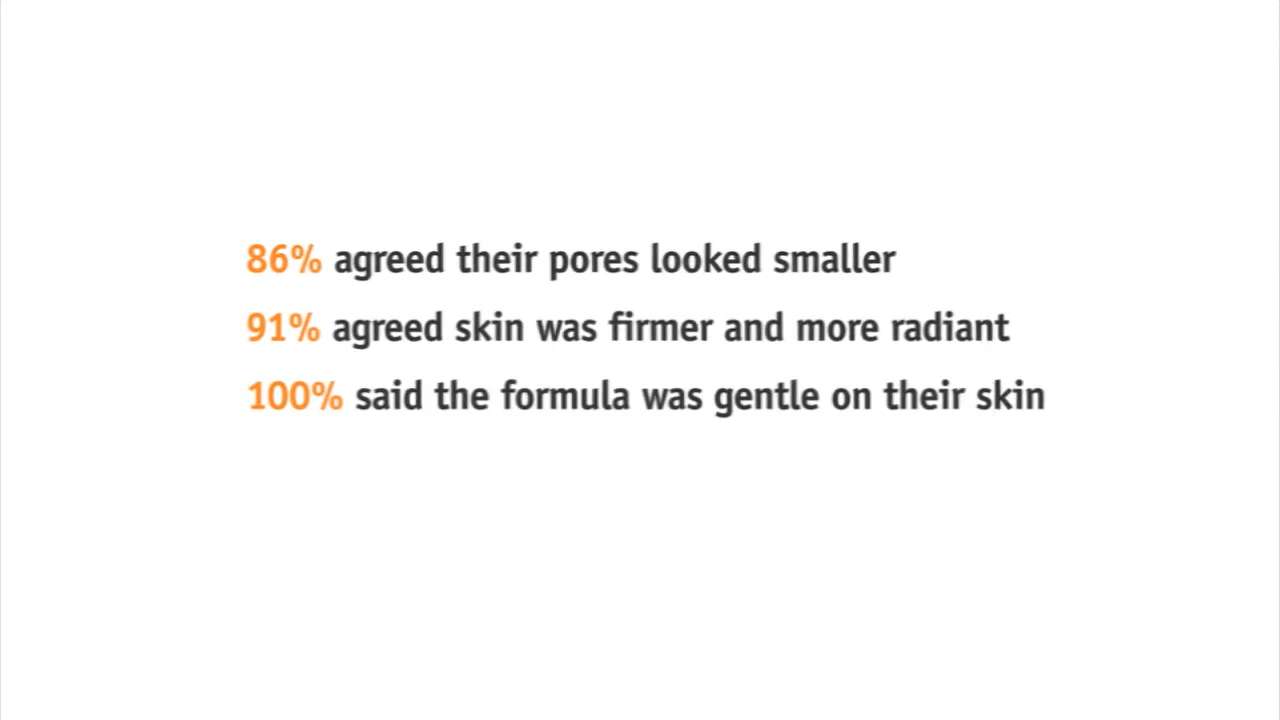 86% agreed their pores looked smaller
91% agreed skin was firmer and more radiant
100% said the formula was gentle on their skin